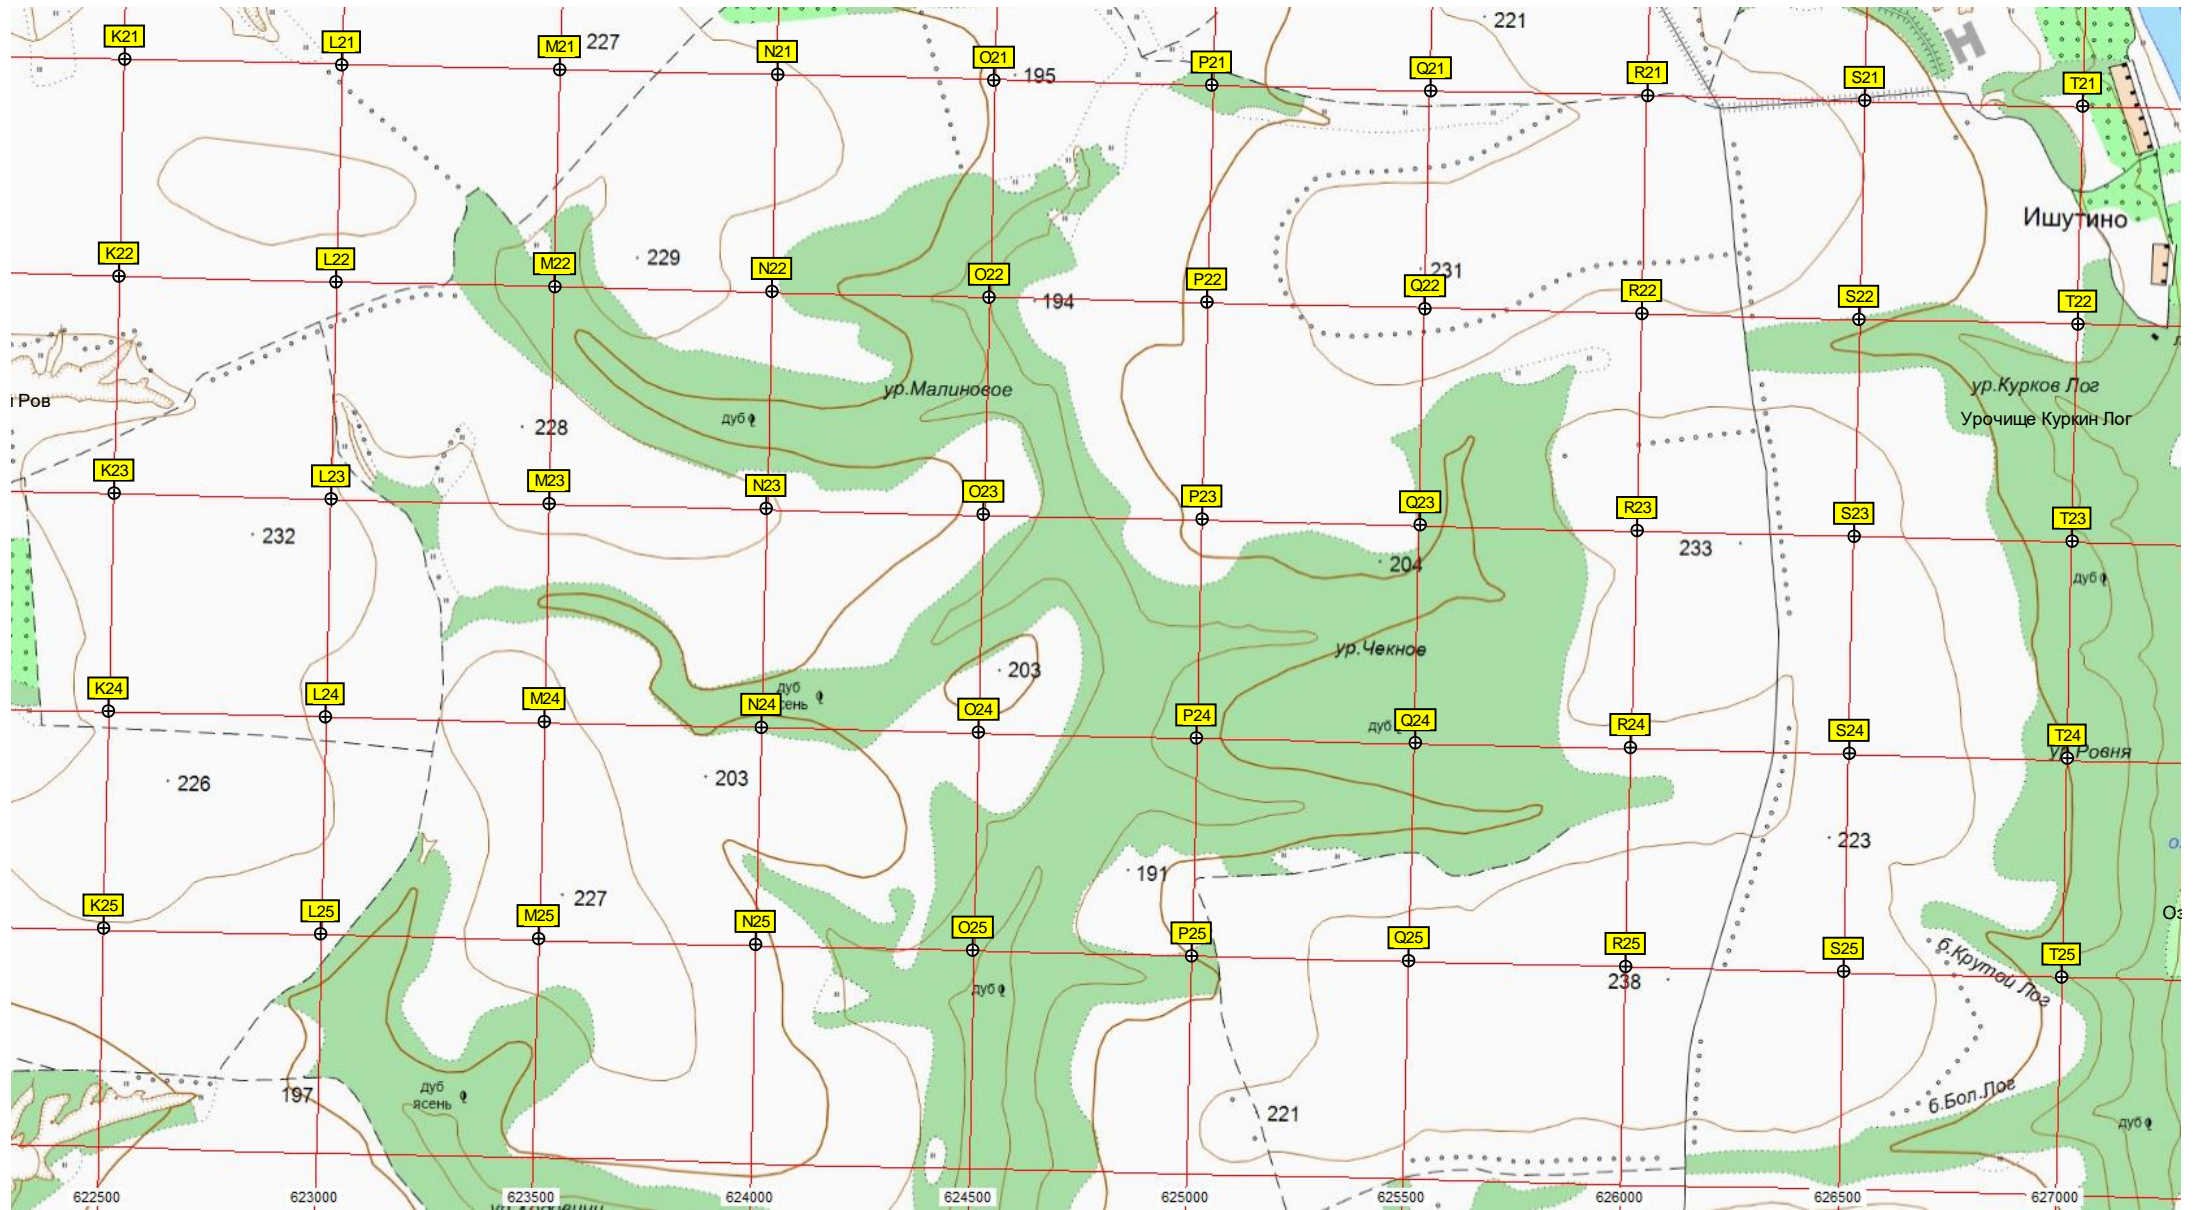 221
K21
L21
M21
227
N21
O21
195
P21
Q21
R21
S21
T21
Ишутино
K22
L22
M22
229
N22
O22
194
P22
231
Q22
R22
S22
T22
Ров
ур.Малиновое
дуб
228
ур.Курков Лог
Урочище Куркин Лог
K23
L23
M23
N23
O23
P23
Q23
R23
S23
T23
232
204
233
дуб
ур.Чекное
203
дуб
K24
L24
M24
N24
O24
P24
дуб
Q24
R24
S24
T24
ур.Ровня
226
203
223
191
227
K25
L25
M25
N25
O25
P25
Q25
R25
S25
T25
б.Крутой Лог
238
дуб
197
дуб
ясень
221
б.Бол.Лог
дуб
622500
623000
623500
624000
624500
625000
625500
626000
626500
627000